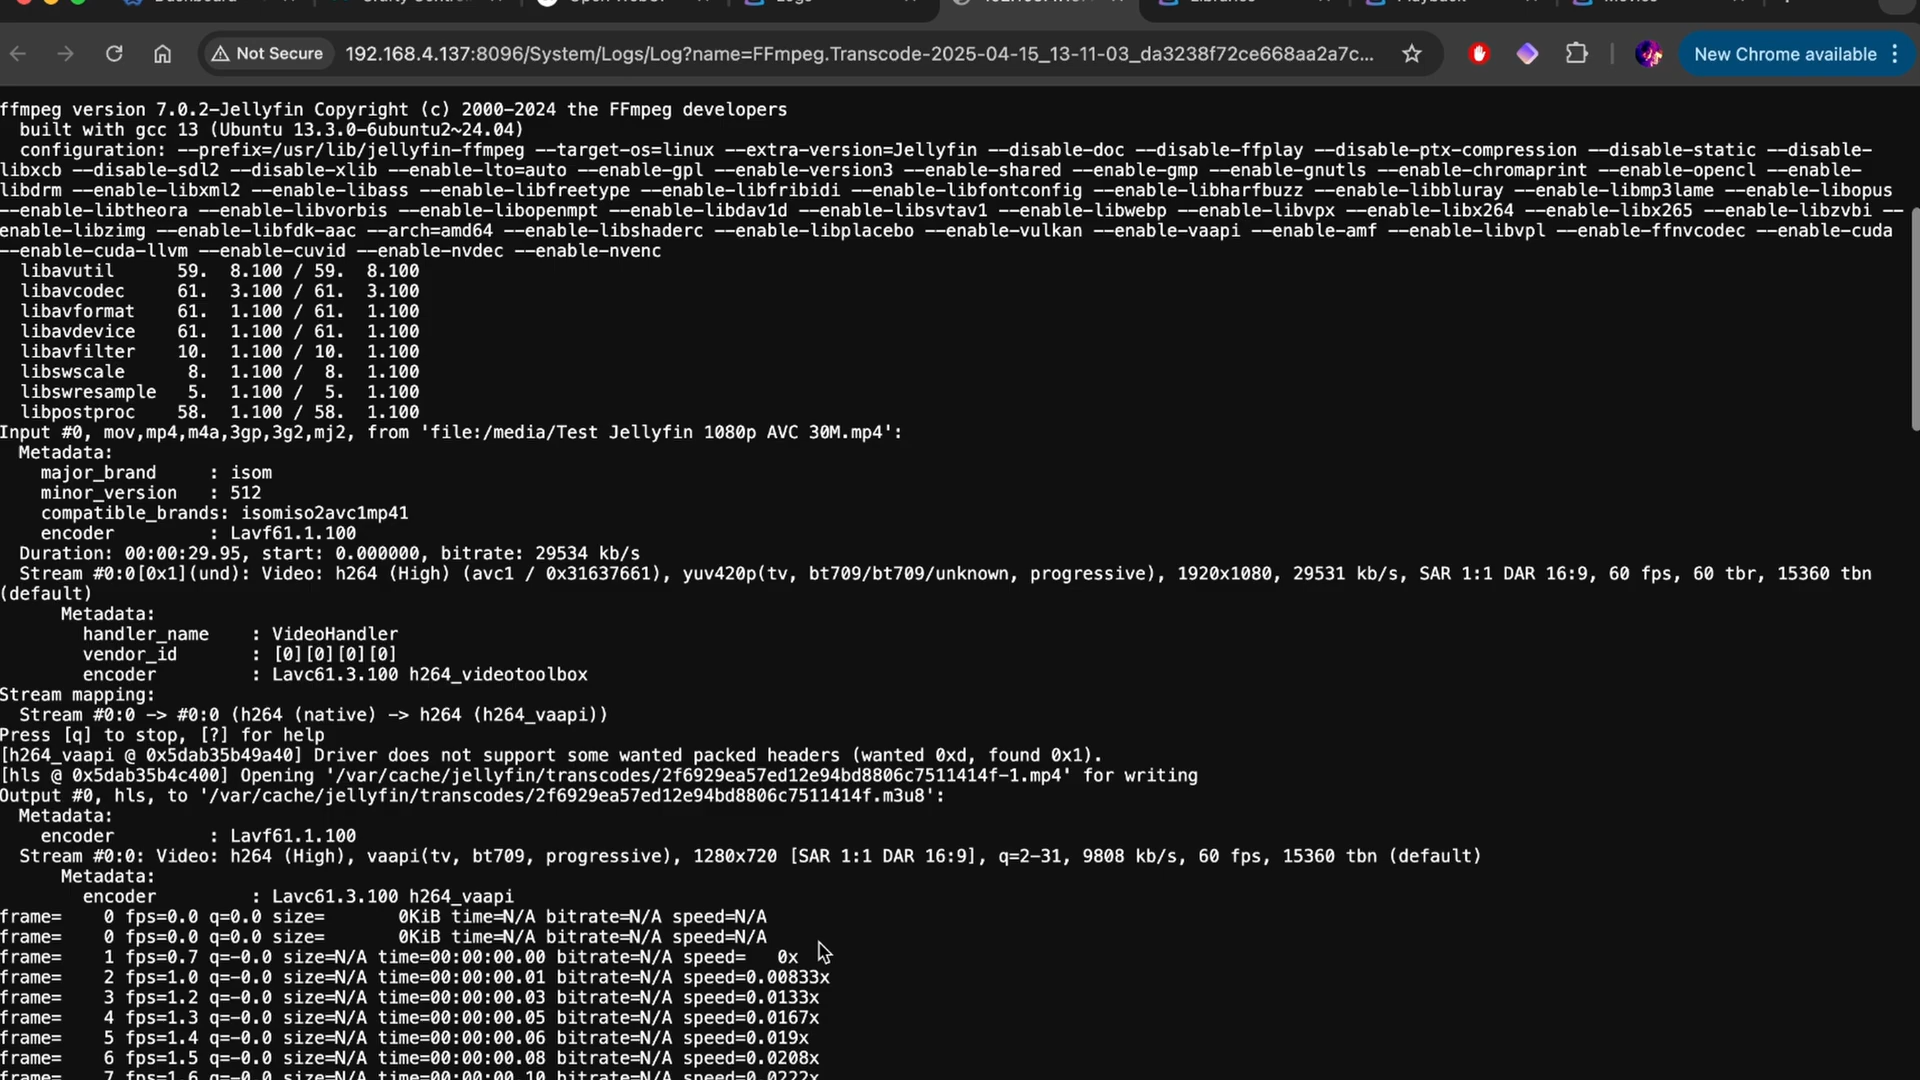 Not Secure 192.168.4.137:8096/System/Logs/Log?name=FFmpeg.Transcode-2025-04-15_13-11-03_da3238f72ce668aa2a7c... New Chrome available
ffmpeg version 7.0.2-Jellyfin Copyright (c) 2000-2024 the FFmpeg developers
built with gcc 13 (Ubuntu 13.3.0-6ubuntu2~24.04)
configuration: --prefix=/usr/lib/jellyfin-ffmpeg --target-os=linux --extra-version=Jellyfin --disable-doc --disable-ffplay --disable-ptx-compression --disable-static --disable-
libxcb --disable-sdl2 --disable-xlib --enable-lto=auto --enable-gpl --enable-version3 --enable-shared --enable-gmp --enable-gnutls --enable-chromaprint --enable-opencl --enable-
libdrm --enable-libxml2 --enable-libass --enable-libfreetype --enable-libfribidi --enable-libfontconfig --enable-libharfbuzz --enable-libbluray --enable-libmp3lame --enable-libopus
--enable-libtheora --enable-libvorbis --enable-libopenmpt --enable-libdav1d --enable-libsvtav1 --enable-libwebp --enable-libvpx --enable-libx264 --enable-libx265 --enable-libzvbi --
enable-libzimg --enable-libfdk-aac --arch=amd64 --enable-libshaderc --enable-libplacebo --enable-vulkan --enable-vaapi --enable-amf --enable-libvpl --enable-ffnvcodec --enable-cuda
--enable-cuda-llvm --enable-cuvid --enable-nvdec --enable-nvenc
libavutil 59. 8.100 / 59. 8.100
libavcodec 61. 3.100 / 61. 3.100
libavformat 61. 1.100 / 61. 1.100
libavdevice 61. 1.100 / 61. 1.100
libavfilter 10. 1.100 / 10. 1.100
libswscale 8. 1.100 / 8. 1.100
libswresample 5. 1.100 / 5. 1.100
libpostproc 58. 1.100 / 58. 1.100
Input #0, mov,mp4,m4a,3gp,3g2,mj2, from 'file:/media/Test Jellyfin 1080p AVC 30M.mp4':
Metadata:
major_brand : isom
minor_version : 512
compatible_brands: isomiso2avc1mp41
encoder : Lavf61.1.100
Duration: 00:00:29.95, start: 0.000000, bitrate: 29534 kb/s
Stream #0:0[0x1](und): Video: h264 (High) (avc1 / 0x31637661), yuv420p(tv, bt709/bt709/unknown, progressive), 1920x1080, 29531 kb/s, SAR 1:1 DAR 16:9, 60 fps, 60 tbr, 15360 tbn
(default)
Metadata:
handler_name : VideoHandler
vendor_id : [0][0][0][0]
encoder : Lavc61.3.100 h264_videotoolbox
Stream mapping:
Stream #0:0 -> #0:0 (h264 (native) -> h264 (h264_vaapi))
Press [q] to stop, [?] for help
[h264_vaapi @ 0x5dab35b49a40] Driver does not support some wanted packed headers (wanted 0xd, found 0x1).
[hls @ 0x5dab35b4c400] Opening '/var/cache/jellyfin/transcodes/2f6929ea57ed12e94bd8806c7511414f-1.mp4' for writing
Output #0, hls, to '/var/cache/jellyfin/transcodes/2f6929ea57ed12e94bd8806c7511414f.m3u8':
Metadata:
encoder : Lavf61.1.100
Stream #0:0: Video: h264 (High), vaapi(tv, bt709, progressive), 1280x720 [SAR 1:1 DAR 16:9], q=2-31, 9808 kb/s, 60 fps, 15360 tbn (default)
Metadata:
encoder : Lavc61.3.100 h264_vaapi
frame= 0 fps=0.0 q=0.0 size= 0KiB time=N/A bitrate=N/A speed=N/A
frame= 0 fps=0.0 q=0.0 size= 0KiB time=N/A bitrate=N/A speed=N/A
frame= 1 fps=0.7 q=-0.0 size=N/A time=00:00:00.00 bitrate=N/A speed= 0x
frame= 2 fps=1.0 q=-0.0 size=N/A time=00:00:00.01 bitrate=N/A speed=0.00833x
frame= 3 fps=1.2 q=-0.0 size=N/A time=00:00:00.03 bitrate=N/A speed=0.0133x
frame= 4 fps=1.3 q=-0.0 size=N/A time=00:00:00.05 bitrate=N/A speed=0.0167x
frame= 5 fps=1.4 q=-0.0 size=N/A time=00:00:00.06 bitrate=N/A speed=0.019x
frame= 6 fps=1.5 q=-0.0 size=N/A time=00:00:00.08 bitrate=N/A speed=0.0208x
frame= 7 fps=1.6 q=-0.0 size=N/A time=00:00:00.10 bitrate=N/A speed=0.0222x